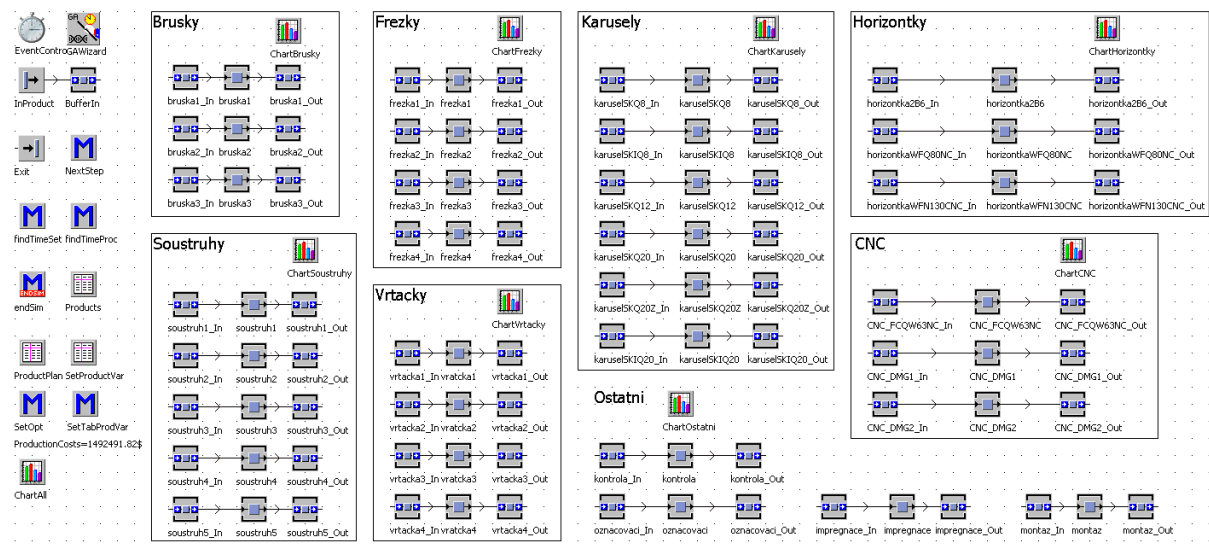 Brusky
Frezky
Karusely
Horizontky
GA
EventContro
GAWizard
ChartBrusky
ChartFrezky
ChartKarusely
ChartHorizontky
InProduct
BufferIn
bruska1_In
bruska1
bruska1_Out
frezka1_In
frezka1
frezka1_Out
karuselSKQ8_In
karuselSKQ8
karuselSKQ8_Out
horizontka2B6_In
horizontka2B6
horizontka2B6_Out
Exit
M
NextStep
bruska2_In
bruska2
bruska2_Out
frezka2_In
frezka2
frezka2_Out
karuselSKIQ8_In
karuselSKIQ8
karuselSKIQ8_Out
horizontkaWFQ80NC_In
horizontkaWFQ80NC
horizontkaWFQ80NC_Out
bruska3_In
bruska3
bruska3_Out
frezka3_In
frezka3
frezka3_Out
karuselSKQ12_In
karuselSKQ12
karuselSKQ12_Out
horizontkaWFN130CNC_In
horizontkaWFN130CNC
horizontkaWFN130CNC_Out
M
findTimeSet
M
findTimeProc
frezka4_In
frezka4
frezka4_Out
karuselSKQ20_In
karuselSKQ20
karuselSKQ20_Out
Soustruhy
ChartSoustruhy
CNC
ChartCNC
M
ENDSIM
endSim
Products
soustruh1_In
soustruh1
soustruh1_Out
Vrtacky
ChartVrtacky
karuselSKQ20Z_In
karuselSKQ20Z
karuselSKQ20Z_Out
CNC_FCQW63NC_In
CNC_FCQW63NC
CNC_FCQW63NC_Out
ProductPlan
SetProductVar
soustruh2_In
soustruh2
soustruh2_Out
vrtacka1_In
vratcka1
vrtacka1_Out
karuselSKIQ20_In
karuselSKIQ20
karuselSKIQ20_Out
CNC_DMG1_In
CNC_DMG1
CNC_DMG1_Out
M
SetOpt
M
SetTabProdVar
soustruh3_In
soustruh3
soustruh3_Out
vrtacka2_In
vratcka2
vrtacka2_Out
Ostatni
ChartOstatni
CNC_DMG2_In
CNC_DMG2
CNC_DMG2_Out
ProductionCosts=1492491.82$
ChartAll
soustruh4_In
soustruh4
soustruh4_Out
vrtacka3_In
vratcka3
vrtacka3_Out
kontrola_In
kontrola
kontrola_Out
soustruh5_In
soustruh5
soustruh5_Out
vrtacka4_In
vratcka4
vrtacka4_Out
oznacovaci_In
oznacovaci
oznacovaci_Out
impregnace_In
impregnace
impregnace_Out
montaz_In
montaz
montaz_Out